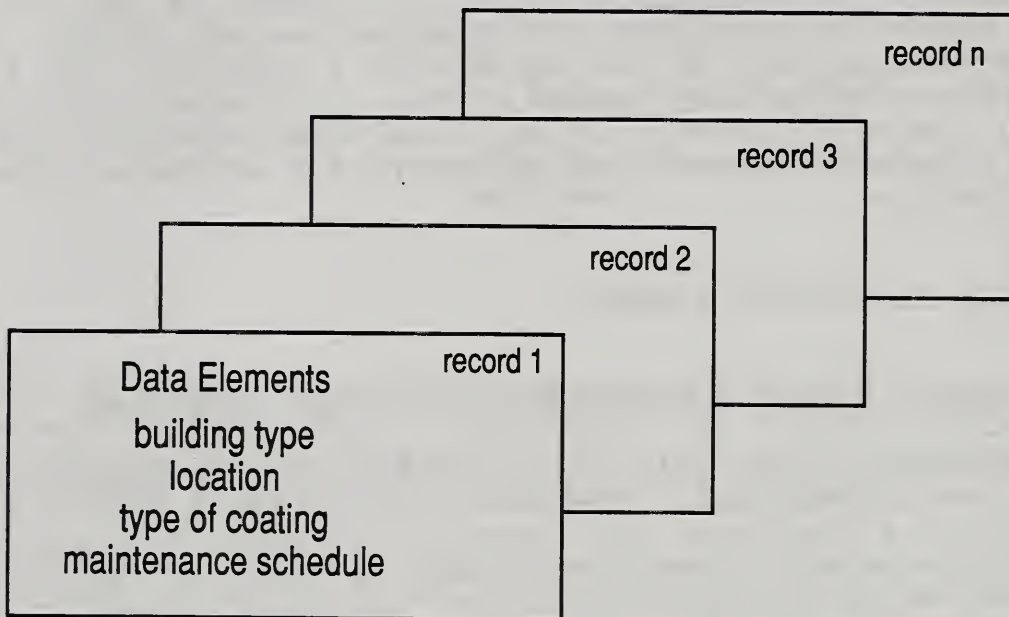 record n
record 3
record 2
record 1
Data Elements
building type
location
type of coating
maintenance schedule